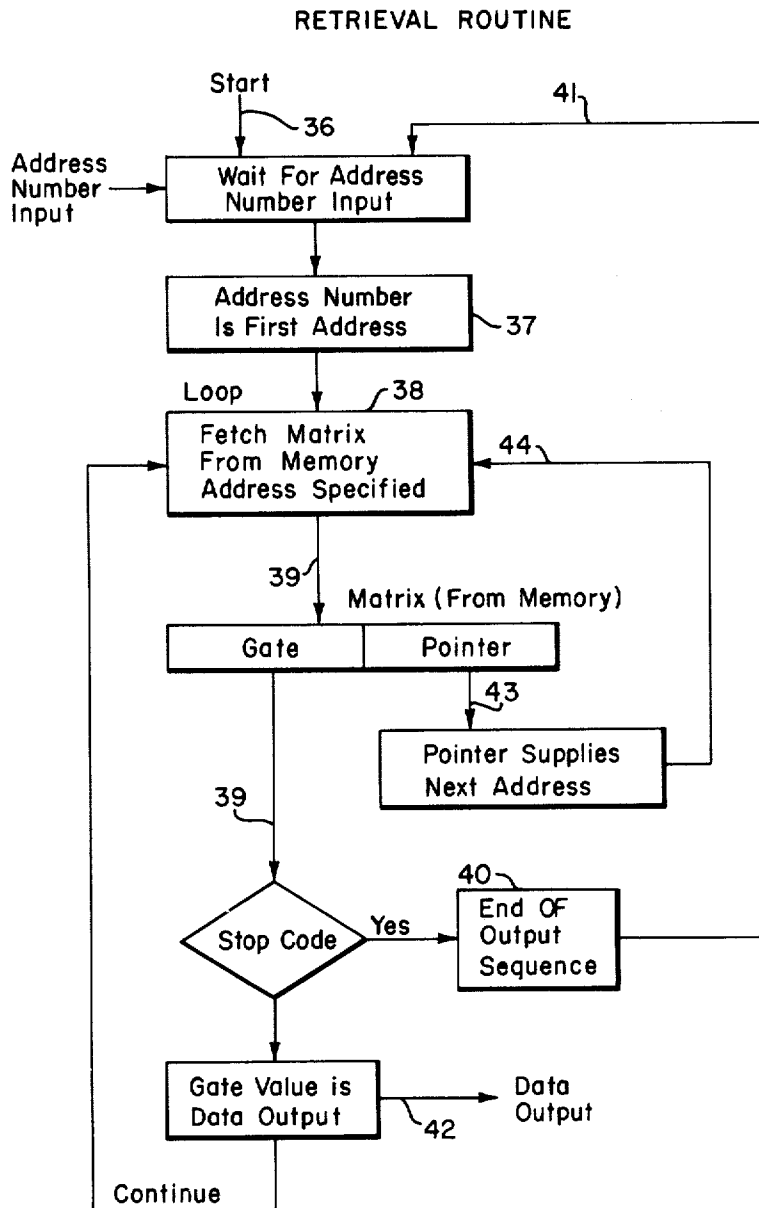 RETRIEVAL ROUTINE
Start
36
41
Address
Number
Input
Wait For Address
Number Input
Address Number
Is First Address
37
Loop
38
Fetch Matrix
From Memory
Address Specified
44
39
Matrix (From Memory)
Gate
Pointer
43
Pointer Supplies
Next Address
39
40
Stop Code
Yes
End OF
Output
Sequence
Gate Value is
Data Output
42
Data
Output
Continue